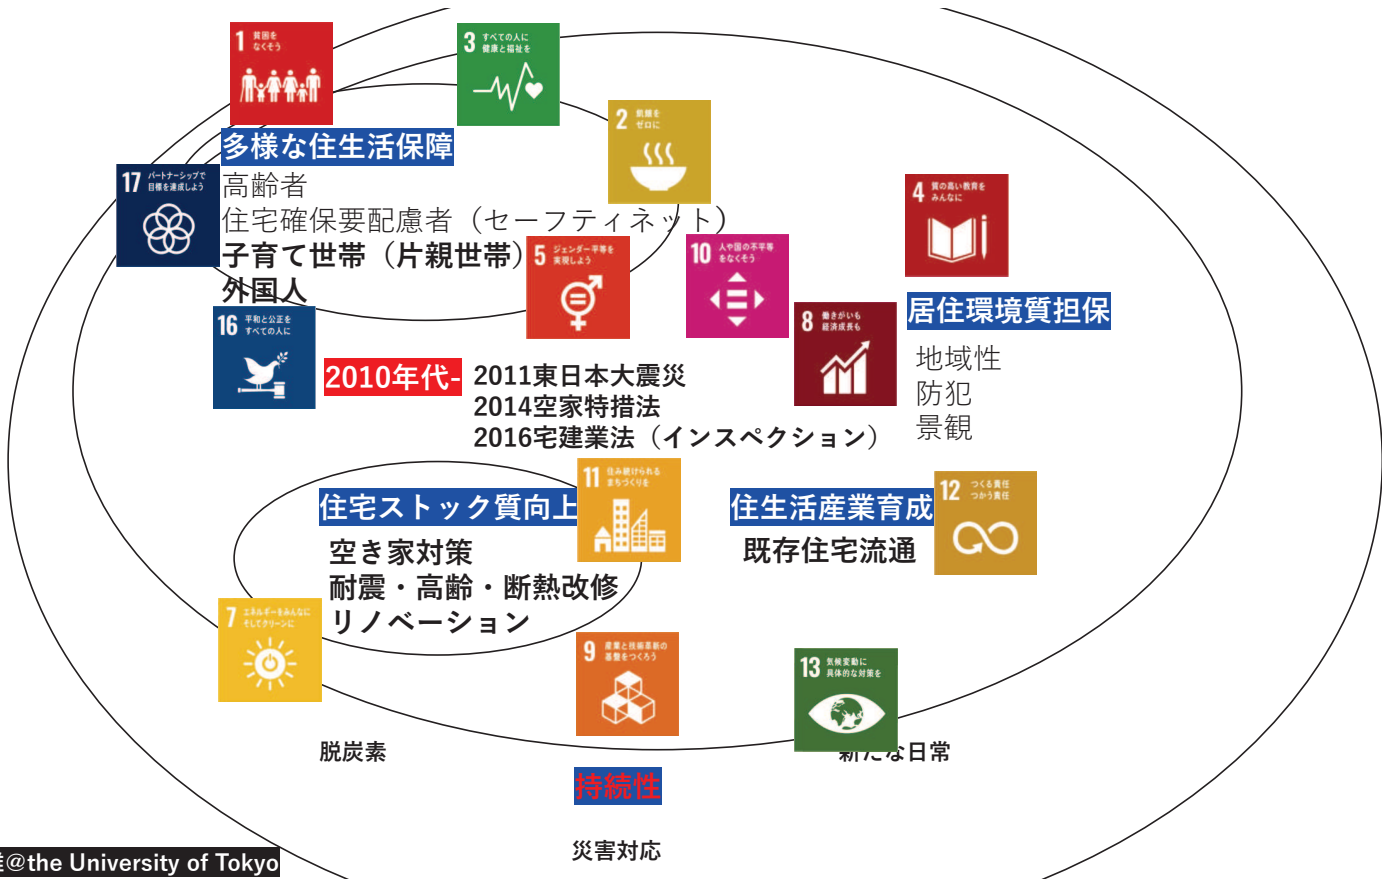 1 貧困を
なくそう
3 すべての人に
健康と福祉を
2 飢餓を
ゼロに
多様な住生活保障
17 パートナーシップで
目標を達成しよう
高齢者
住宅確保要配慮者（セーフティネット）
子育て世帯（片親世帯）
外国人
4 質の高い教育を
みんなに
5 ジェンダー平等を
実現しよう
10 人や国の不平等
をなくそう
16 平和と公正を
すべての人に
8 働きがいも
経済成長も
居住環境質担保
地域性
防犯
景観
2010年代-
2011東日本大震災
2014空家特措法
2016宅建業法（インスペクション）
11 住み続けられる
まちづくりを
住宅ストック質向上
空き家対策
耐震・高齢・断熱改修
リノベーション
住生活産業育成
既存住宅流通
12 つくる責任
つかう責任
7 エネルギーをみんなに
そしてクリーンに
9 産業と技術革新の
基盤をつくろう
13 気候変動に
具体的な対策を
脱炭素
新たな日常
持続性
災害対応
@the University of Tokyo